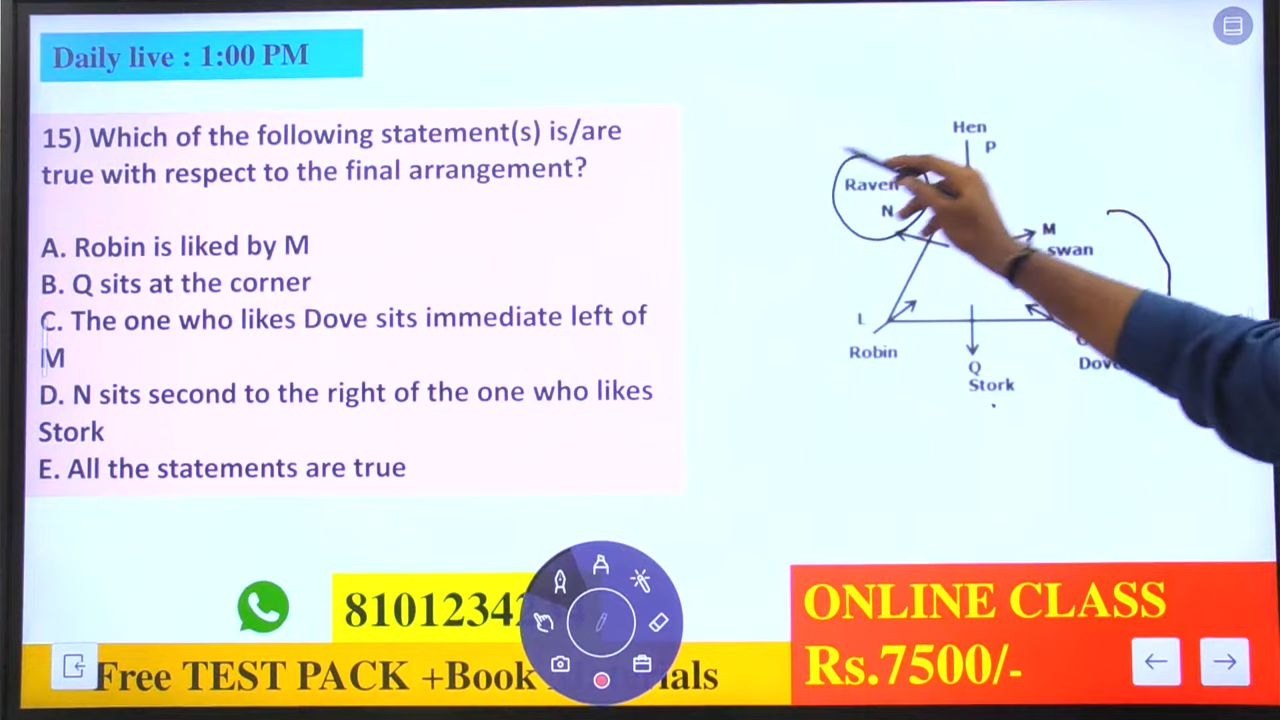 Daily live : 1:00 PM
15) Which of the following statement(s) is/are
true with respect to the final arrangement?
A. Robin is liked by M
B. Q sits at the corner
C. The one who likes Dove sits immediate left of
M
D. N sits second to the right of the one who likes
Stork
E. All the statements are true
Hen
P
Raven
N
M
swan
L
Robin
Q
Stork
Dove
ONLINE CLASS
Rs.7500/-
Free TEST PACK +Book